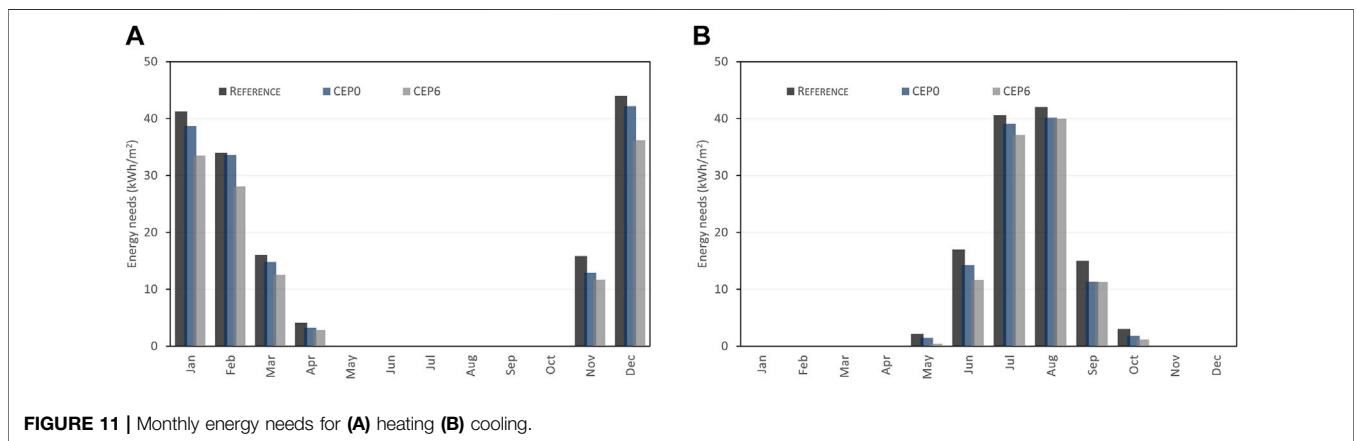 A
50
40
30
20
10
0
Energy needs (kWh/m²)
REFERENCE CEP0 CEP6
Jan Feb Mar Apr May Jun Jul Aug Sep Oct Nov Dec
B
50
40
30
20
10
0
Energy needs (kWh/m²)
REFERENCE CEP0 CEP6
Jan Feb Mar Apr May Jun Jul Aug Sep Oct Nov Dec
FIGURE 11 | Monthly energy needs for (A) heating (B) cooling.